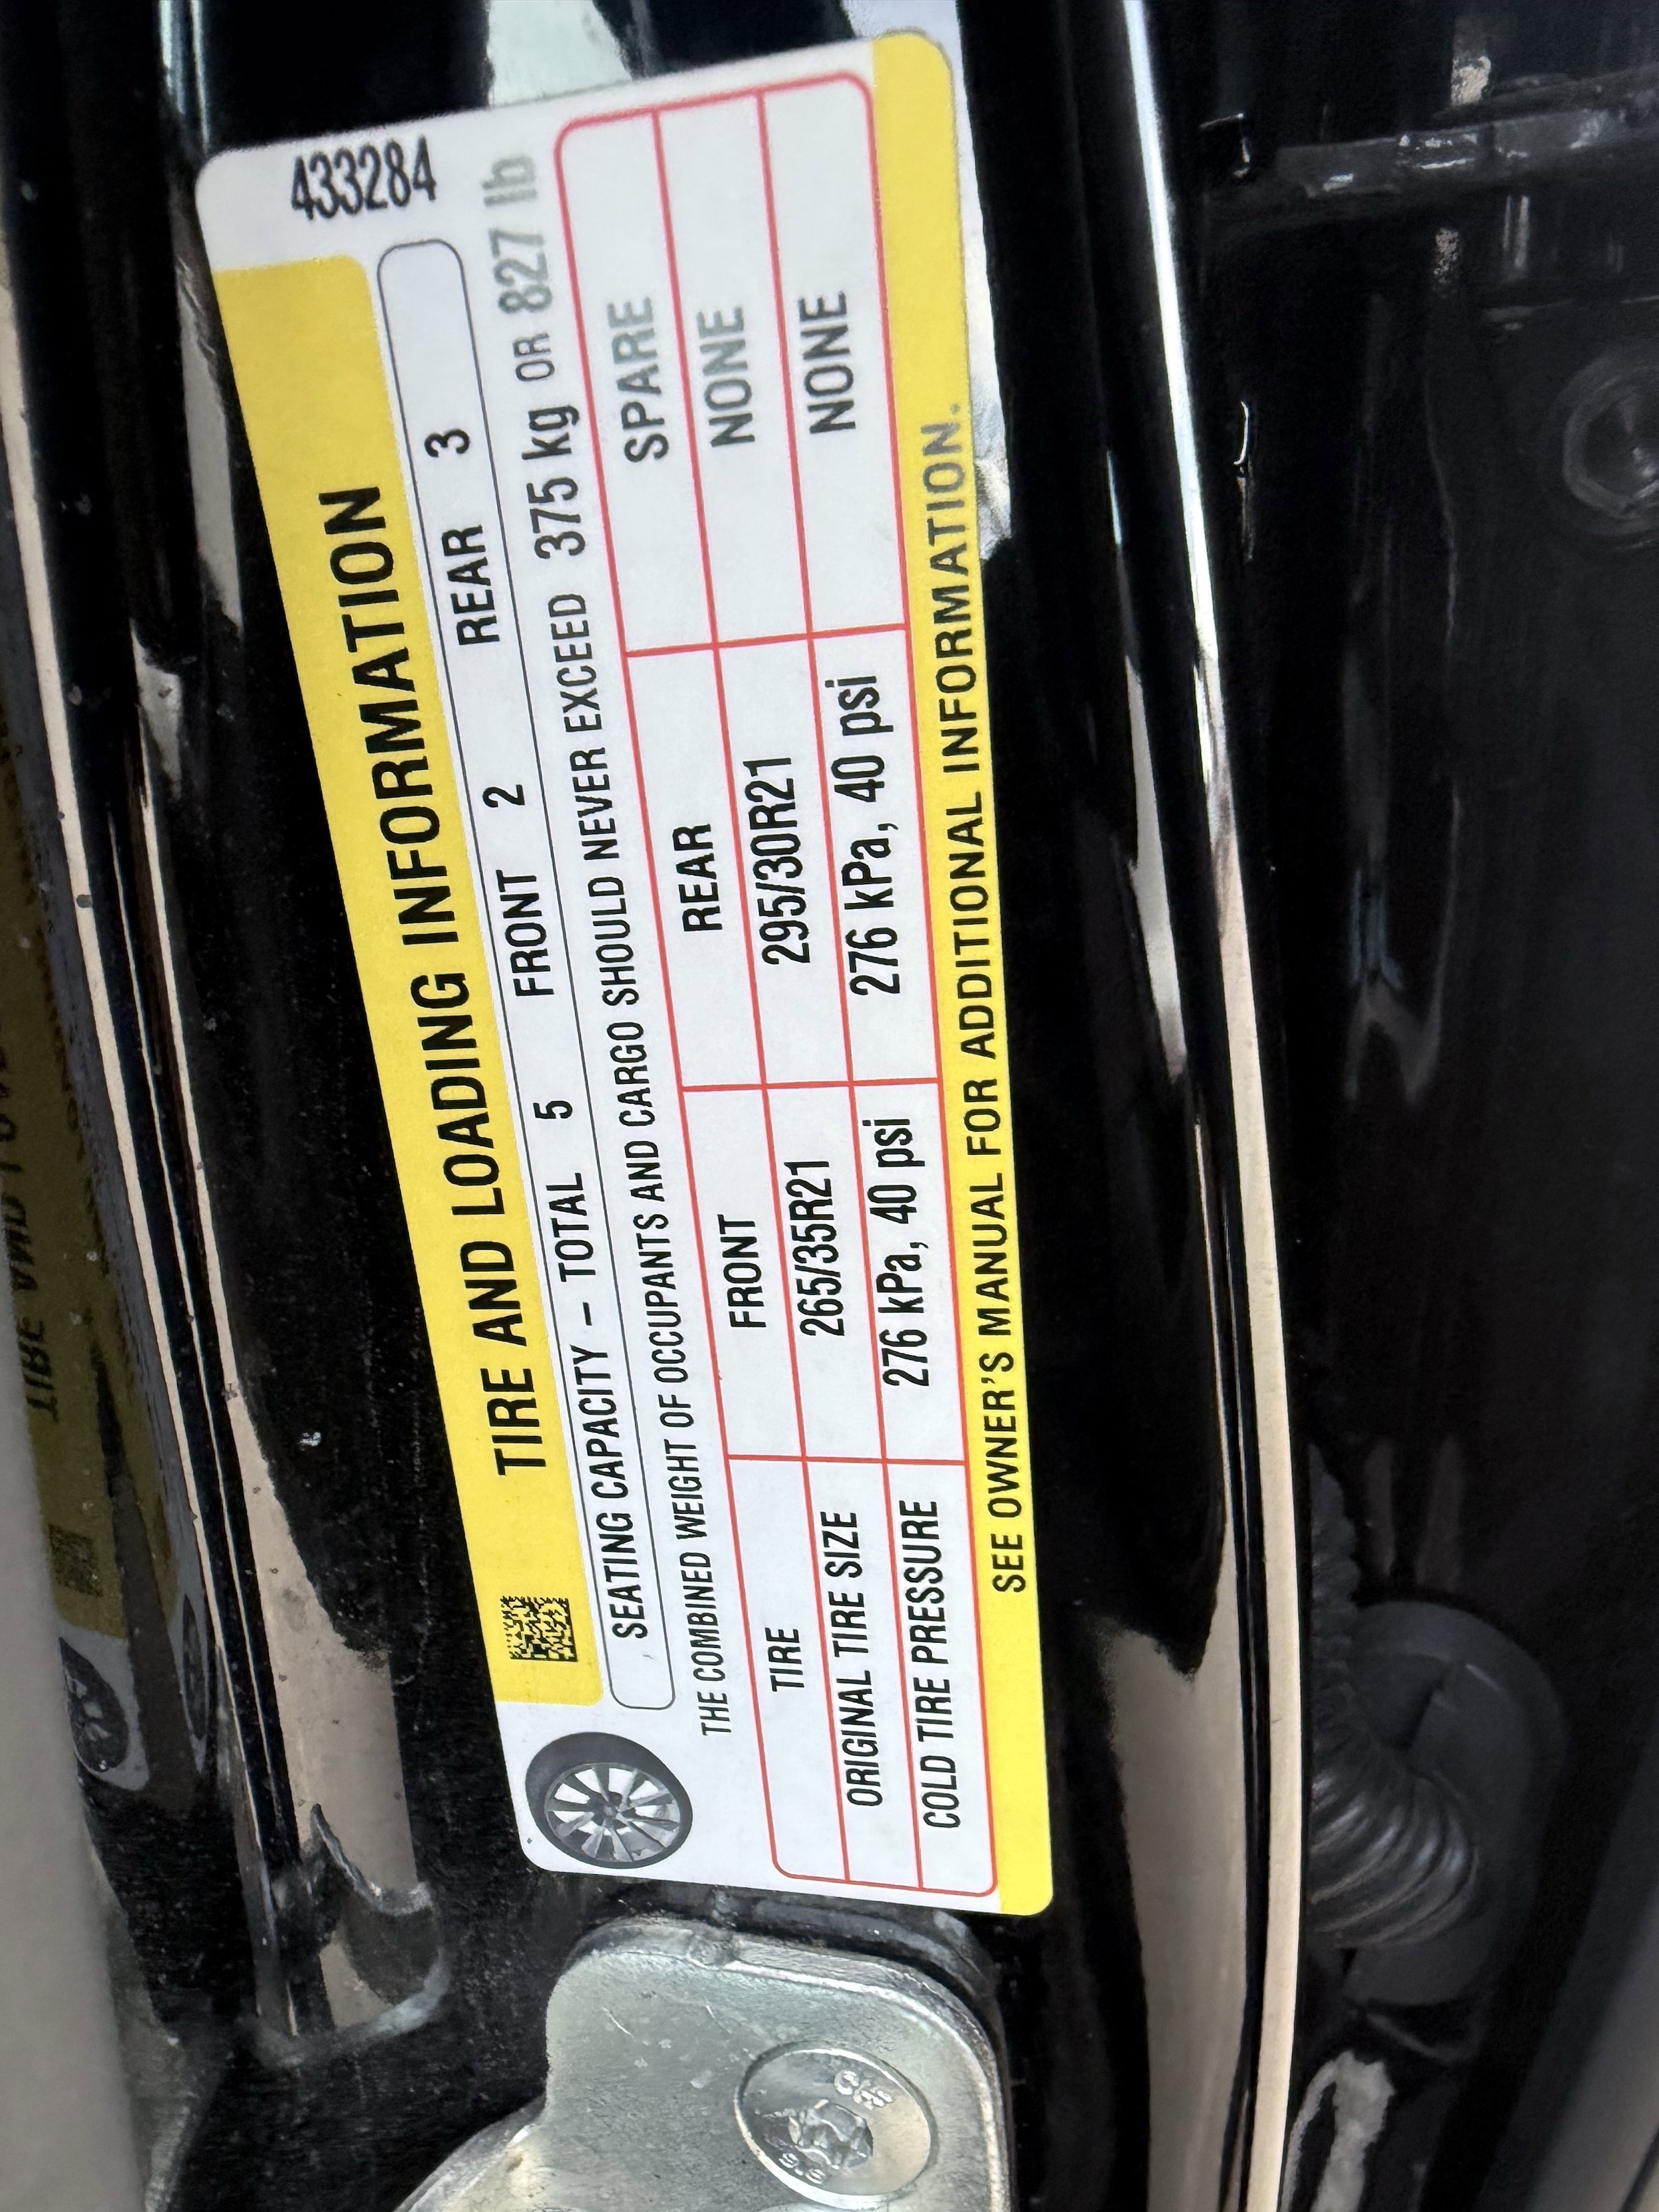 433284
TIRE AND LOADING INFORMATION
SEATING CAPACITY – TOTAL 5 FRONT 2 REAR 3
THE COMBINED WEIGHT OF OCCUPANTS AND CARGO SHOULD NEVER EXCEED 375 kg OR 827 lb
TIRE FRONT REAR SPARE
ORIGINAL TIRE SIZE 265/35R21 295/30R21 NONE
COLD TIRE PRESSURE 276 kPa, 40 psi 276 kPa, 40 psi NONE
SEE OWNER'S MANUAL FOR ADDITIONAL INFORMATION.